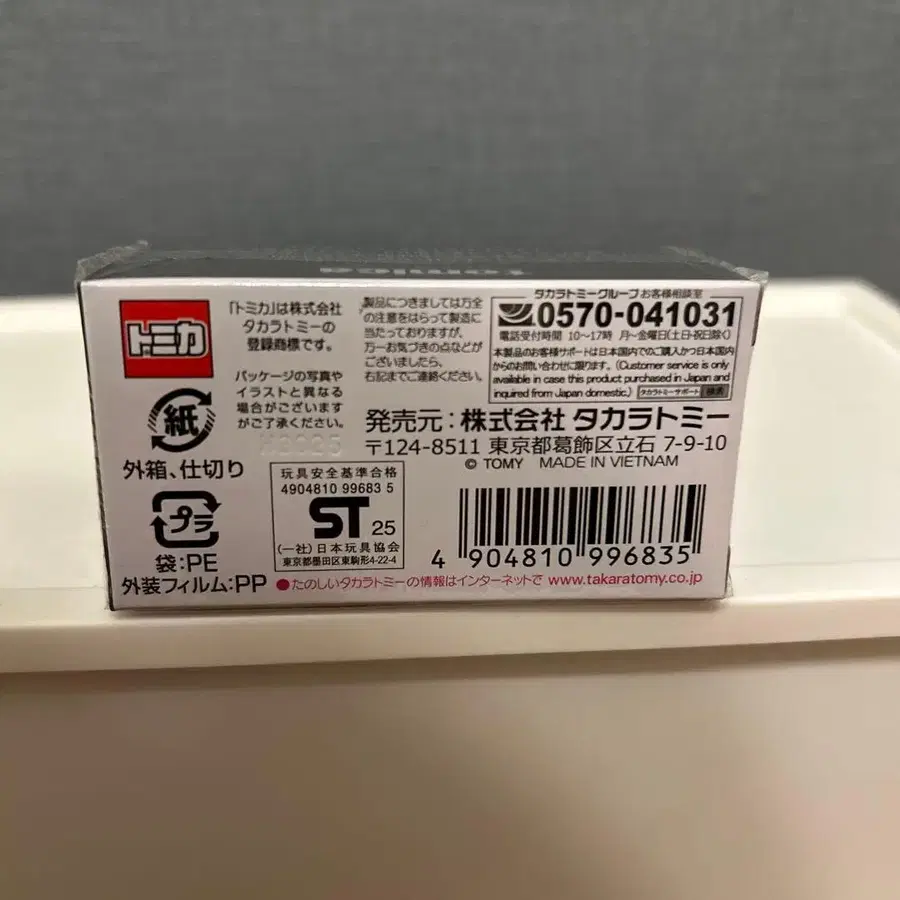 tomica
トミカ
「トミカ」は株式会社
タカラトミーの
登録商標です。
パッケージの写真や
イラストと異なる
場合がございます
がご了承ください。
製品につきましては万全
の注意をはらって製造に
当たっておりますが、
万一お気づきの点などが
ございましたら、
右記までご連絡ください。
タカラトミーグループ お客様相談室
0570-041031
電話受付時間 10〜17時 月〜金曜日(土日・祝日除く)
本製品のお客様サポートは日本国内でのご購入かつ日本国内
からのお問い合わせに限ります。(Customer service is only
available in case this product purchased in Japan and
inquired from Japan domestic.) タカラトミーサポート 検索
発売元:株式会社 タカラトミー
〒124-8511 東京都葛飾区立石 7-9-10
© TOMY MADE IN VIETNAM
紙
外箱、仕切り
プラ
袋:PE
外装フィルム:PP
玩具安全基準合格
4904810 99683 5
ST 25
(一社)日本玩具協会
東京都墨田区東駒形4-22-4
4 904810 996835
●たのしいタカラトミーの情報はインターネットで www.takaratomy.co.jp